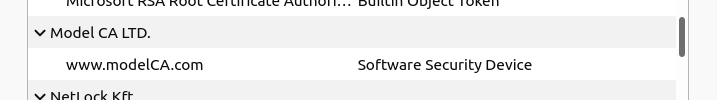 Microsoft RSA Root Certificate Authori... Builtin Object Token
Model CA LTD.
www.modelCA.com Software Security Device
NetLock Kft.